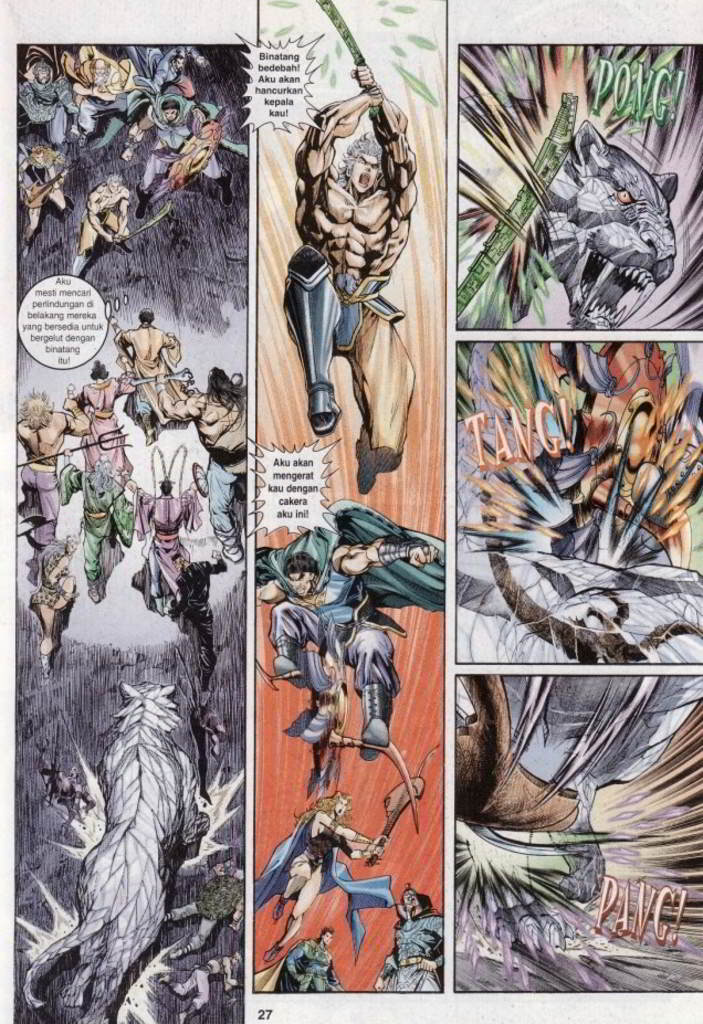 Aku
mesti mencari
perlindungan di
belakang mereka
yang bersedia untuk
bergelut dengan
binatang
itu!
Binatang
bedebah!
Aku akan
hancurkan
kepala
kau!
Aku akan
mengerat
kau dengan
cakera
aku ini!
PONG!
TANG!
PANG!
27